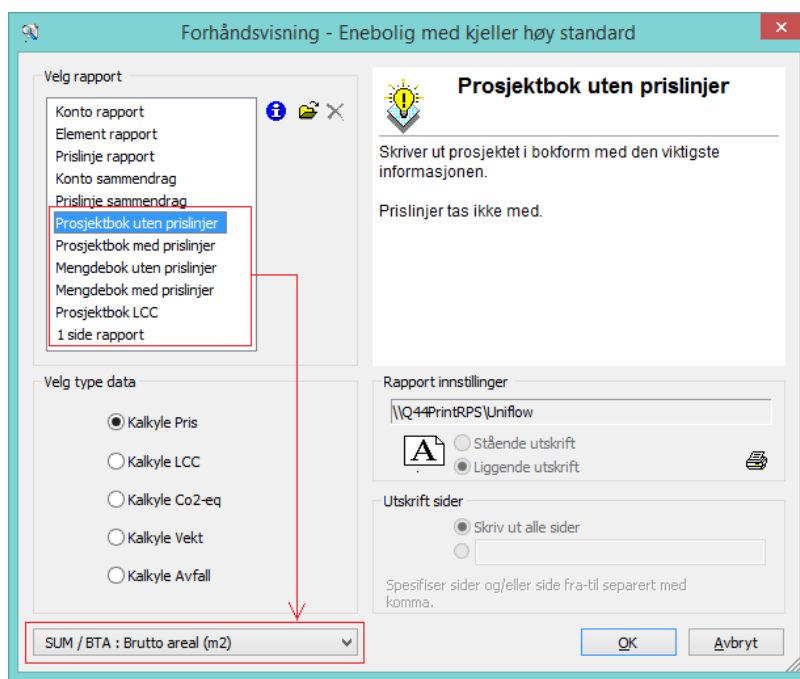 Forhåndsvisning - Enebolig med kjeller høy standard
Velg rapport
Konto rapport
Element rapport
Prislinje rapport
Konto sammendrag
Prislinje sammendrag
Prosjektbok uten prislinjer
Prosjektbok med prislinjer
Mengdebok uten prislinjer
Mengdebok med prislinjer
Prosjektbok LCC
1 side rapport
Prosjektbok uten prislinjer
Skriver ut prosjektet i bokform med den viktigste
informasjonen.
Prislinjer tas ikke med.
Velg type data
Kalkyle Pris
Kalkyle LCC
Kalkyle Co2-eq
Kalkyle Vekt
Kalkyle Avfall
SUM / BTA : Brutto areal (m2)
Rapport innstillinger
\\Q44PrintRPS\Uniflow
A
Stående utskrift
Liggende utskrift
Utskrift sider
Skriv ut alle sider
Spesifiser sider og/eller side fra-til separert med
komma.
OK
Avbryt